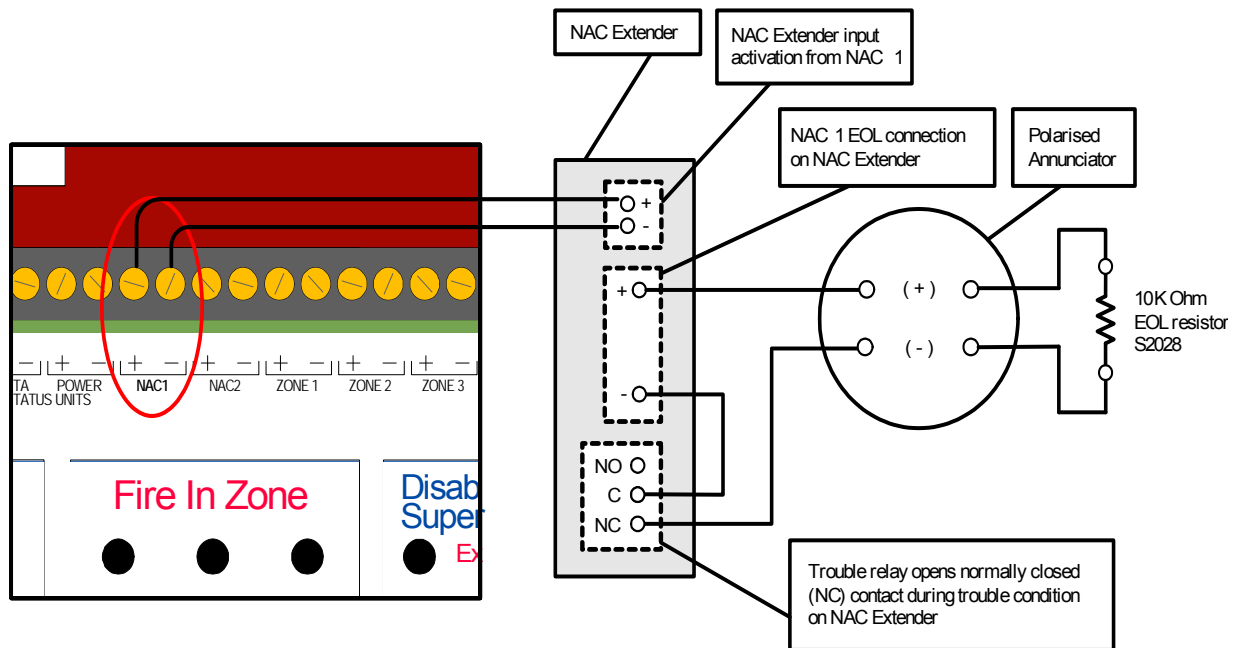 NAC Extender
NAC Extender input
activation from NAC 1
NAC 1 EOL connection
on NAC Extender
Polarised
Annunciator
+
-
+
-
NO
C
NC
(+)
(-)
10K Ohm
EOL resistor
S2028
− + − + − + − + − + − + −
TA POWER NAC1 NAC2 ZONE 1 ZONE 2 ZONE 3
TATUS UNITS
Fire In Zone
Disab
Super
Ex
Trouble relay opens normally closed
(NC) contact during trouble condition
on NAC Extender